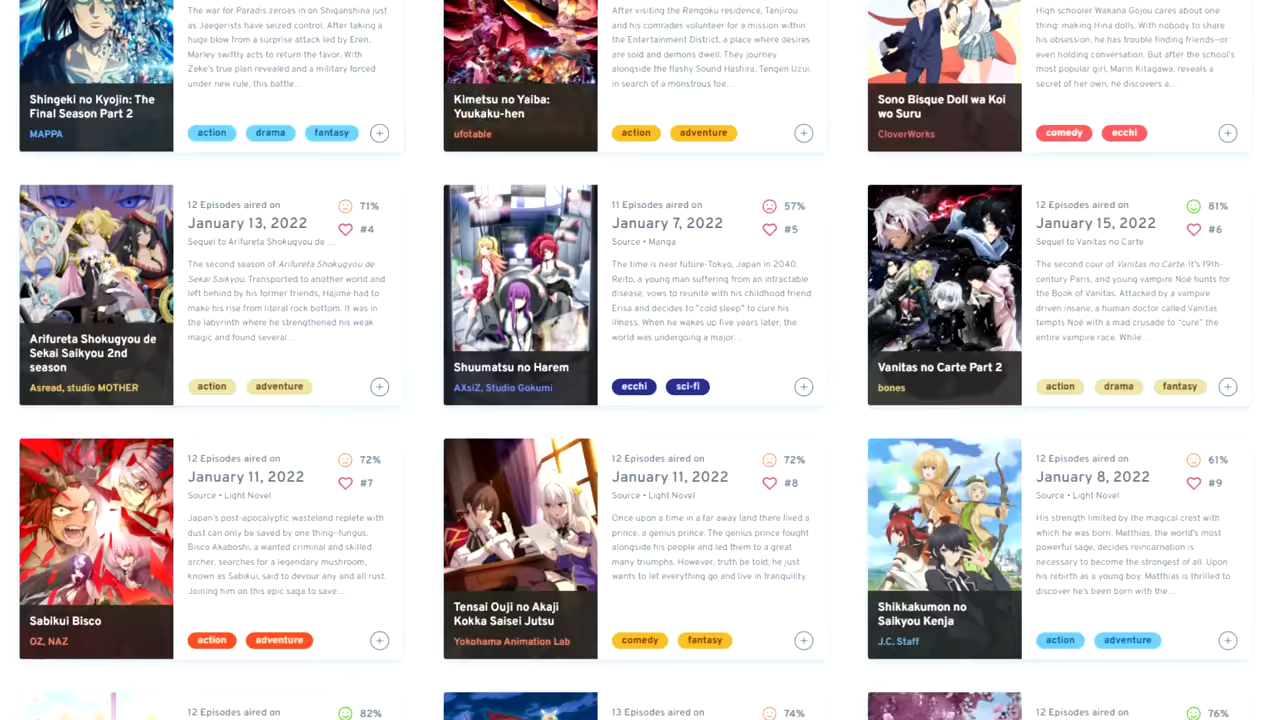 The war for Paradis zeroes in on Shiganshina just
as Jaegerists have seized control. After taking a
huge blow from a surprise attack led by Eren,
Marley swiftly acts to return the favor. With
Zeke's true plan revealed and a military forced
under new rule, this battle...
Shingeki no Kyojin: The
Final Season Part 2
MAPPA
action drama fantasy
After visiting the Rengoku residence, Tanjirou
and his comrades volunteer for a mission within
the Entertainment District, a place where desires
are sold and demons dwell. They journey
alongside the flashy Sound Hashira, Tengen Uzui,
in search of a monstrous foe...
Kimetsu no Yaiba:
Yuukaku-hen
ufotable
action adventure
High schooler Wakana Gojou cares about one
thing: making Hina dolls. With nobody to share
his obsession, he has trouble finding friends—or
even holding conversation. But after the school's
most popular girl, Marin Kitagawa, reveals a
secret of her own, he discovers a...
Sono Bisque Doll wa Koi
wo Suru
CloverWorks
comedy ecchi
12 Episodes aired on
January 13, 2022
Sequel to Arifureta Shokugyou de ...
71%
#4
The second season of Arifureta Shokugyou de
Sekai Saikyou. Transported to another world and
left behind by his former friends, Hajime had to
make his rise from literal rock bottom. It was in
the labyrinth where he strengthened his weak
magic and found several...
Arifureta Shokugyou de
Sekai Saikyou 2nd
season
Asread, studio MOTHER
action adventure
11 Episodes aired on
January 7, 2022
Source • Manga
57%
#5
The time is near future-Tokyo, Japan in 2040.
Reito, a young man suffering from an intractable
disease, vows to reunite with his childhood friend
Erisa and decides to "cold sleep" to cure his
illness. When he wakes up five years later, the
world was undergoing a major...
Shuumatsu no Harem
AXsiZ, Studio Gokumi
ecchi sci-fi
12 Episodes aired on
January 15, 2022
Sequel to Vanitas no Carte
81%
#6
The second cour of Vanitas no Carte. It's 19th-
century Paris, and young vampire Noé hunts for
the Book of Vanitas. Attacked by a vampire
driven insane, a human doctor called Vanitas
tempts Noé with a mad crusade to "cure" the
entire vampire race. While...
Vanitas no Carte Part 2
bones
action drama fantasy
12 Episodes aired on
January 11, 2022
Source • Light Novel
72%
#7
Japan's post-apocalyptic wasteland replete with
dust can only be saved by one thing—fungus.
Bisco Akaboshi, a wanted criminal and skilled
archer, searches for a legendary mushroom,
known as Sabikui, said to devour any and all rust.
Joining him on this epic saga to save...
Sabikui Bisco
OZ, NAZ
action adventure
12 Episodes aired on
January 11, 2022
Source • Light Novel
72%
#8
Once upon a time in a far away land there lived a
prince, a genius prince. The genius prince fought
alongside his people and led them to a great
many triumphs. However, truth be told, he just
wants to let everything go and live in tranquility.
Tensai Ouji no Akaji
Kokka Saisei Jutsu
Yokohama Animation Lab
comedy fantasy
12 Episodes aired on
January 8, 2022
Source • Light Novel
61%
#9
His strength limited by the magical crest with
which he was born, Matthias, the world's most
powerful sage, decides reincarnation is
necessary to become the strongest of all. Upon
his rebirth as a young boy, Matthias is thrilled to
discover he's been born with the...
Shikkakumon no
Saikyou Kenja
J.C. Staff
action adventure
12 Episodes aired on
82%
13 Episodes aired on
74%
12 Episodes aired on
76%